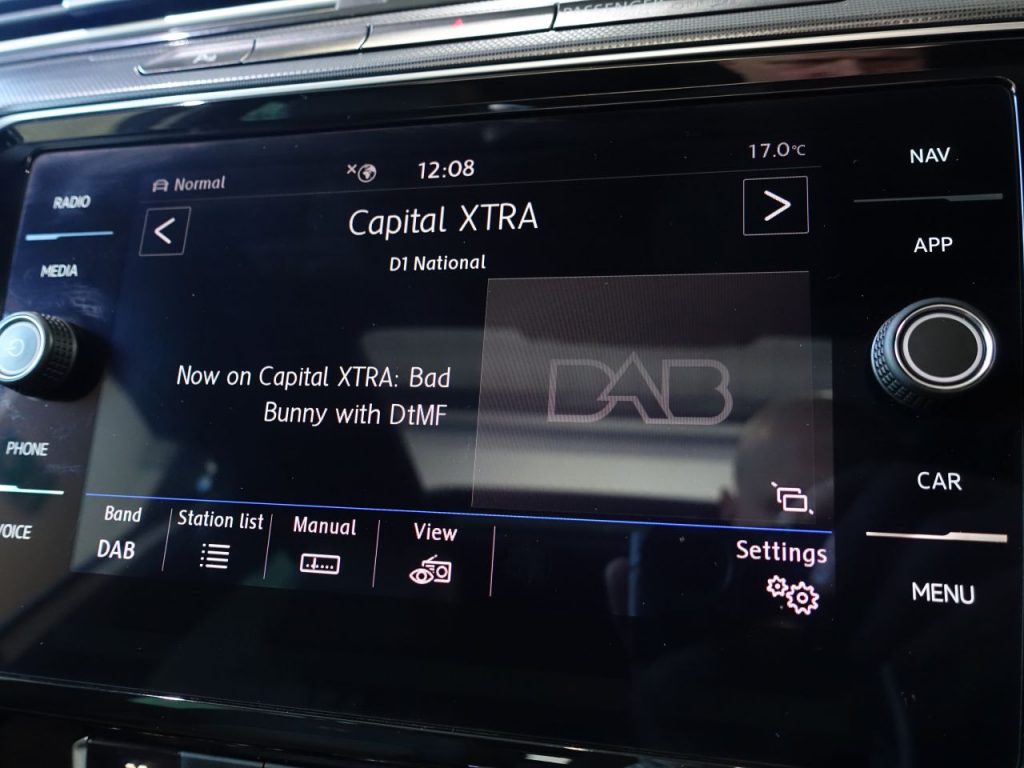 PASSENGER
Normal
12:08
17.0°C
RADIO
MEDIA
PHONE
VOICE
<
Capital XTRA
>
D1 National
Now on Capital XTRA: Bad
Bunny with DtMF
DAB
Band
DAB
Station list
Manual
View
Settings
NAV
APP
CAR
MENU